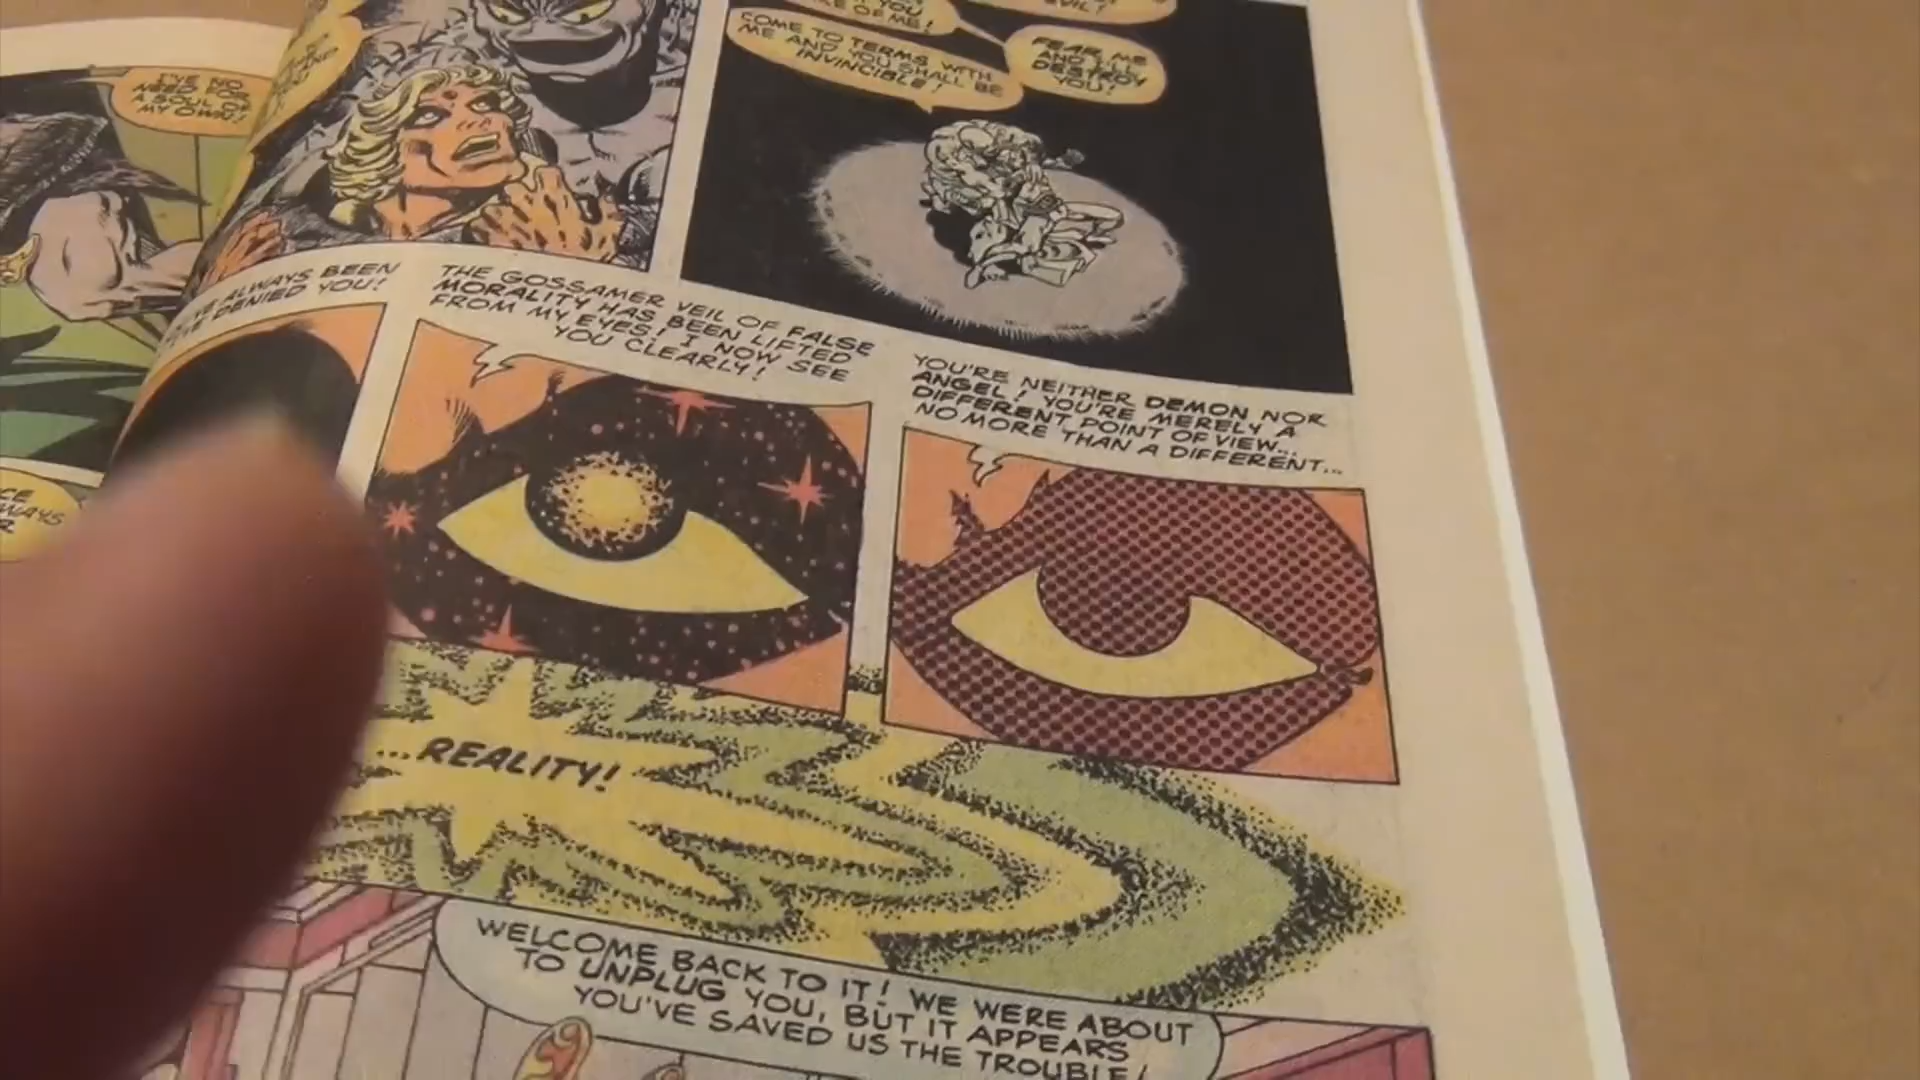 I'VE NO
NEED FOR
A SOUL OF
MY OWN!
YOU
OF ME!
EVIL!
COME TO TERMS WITH
ME AND YOU SHALL BE
INVINCIBLE!
FEAR ME
AND I'LL
DESTROY
YOU!
ALWAYS BEEN
DENIED YOU!
THE GOSSAMER VEIL OF FALSE
MORALITY HAS BEEN LIFTED
FROM MY EYES! I NOW SEE
YOU CLEARLY!
YOU'RE NEITHER DEMON NOR
ANGEL! YOU'RE MERELY A
DIFFERENT POINT OF VIEW...
NO MORE THAN A DIFFERENT...
...REALITY!
WELCOME BACK TO IT! WE WERE ABOUT
TO UNPLUG YOU, BUT IT APPEARS
YOU'VE SAVED US THE TROUBLE!